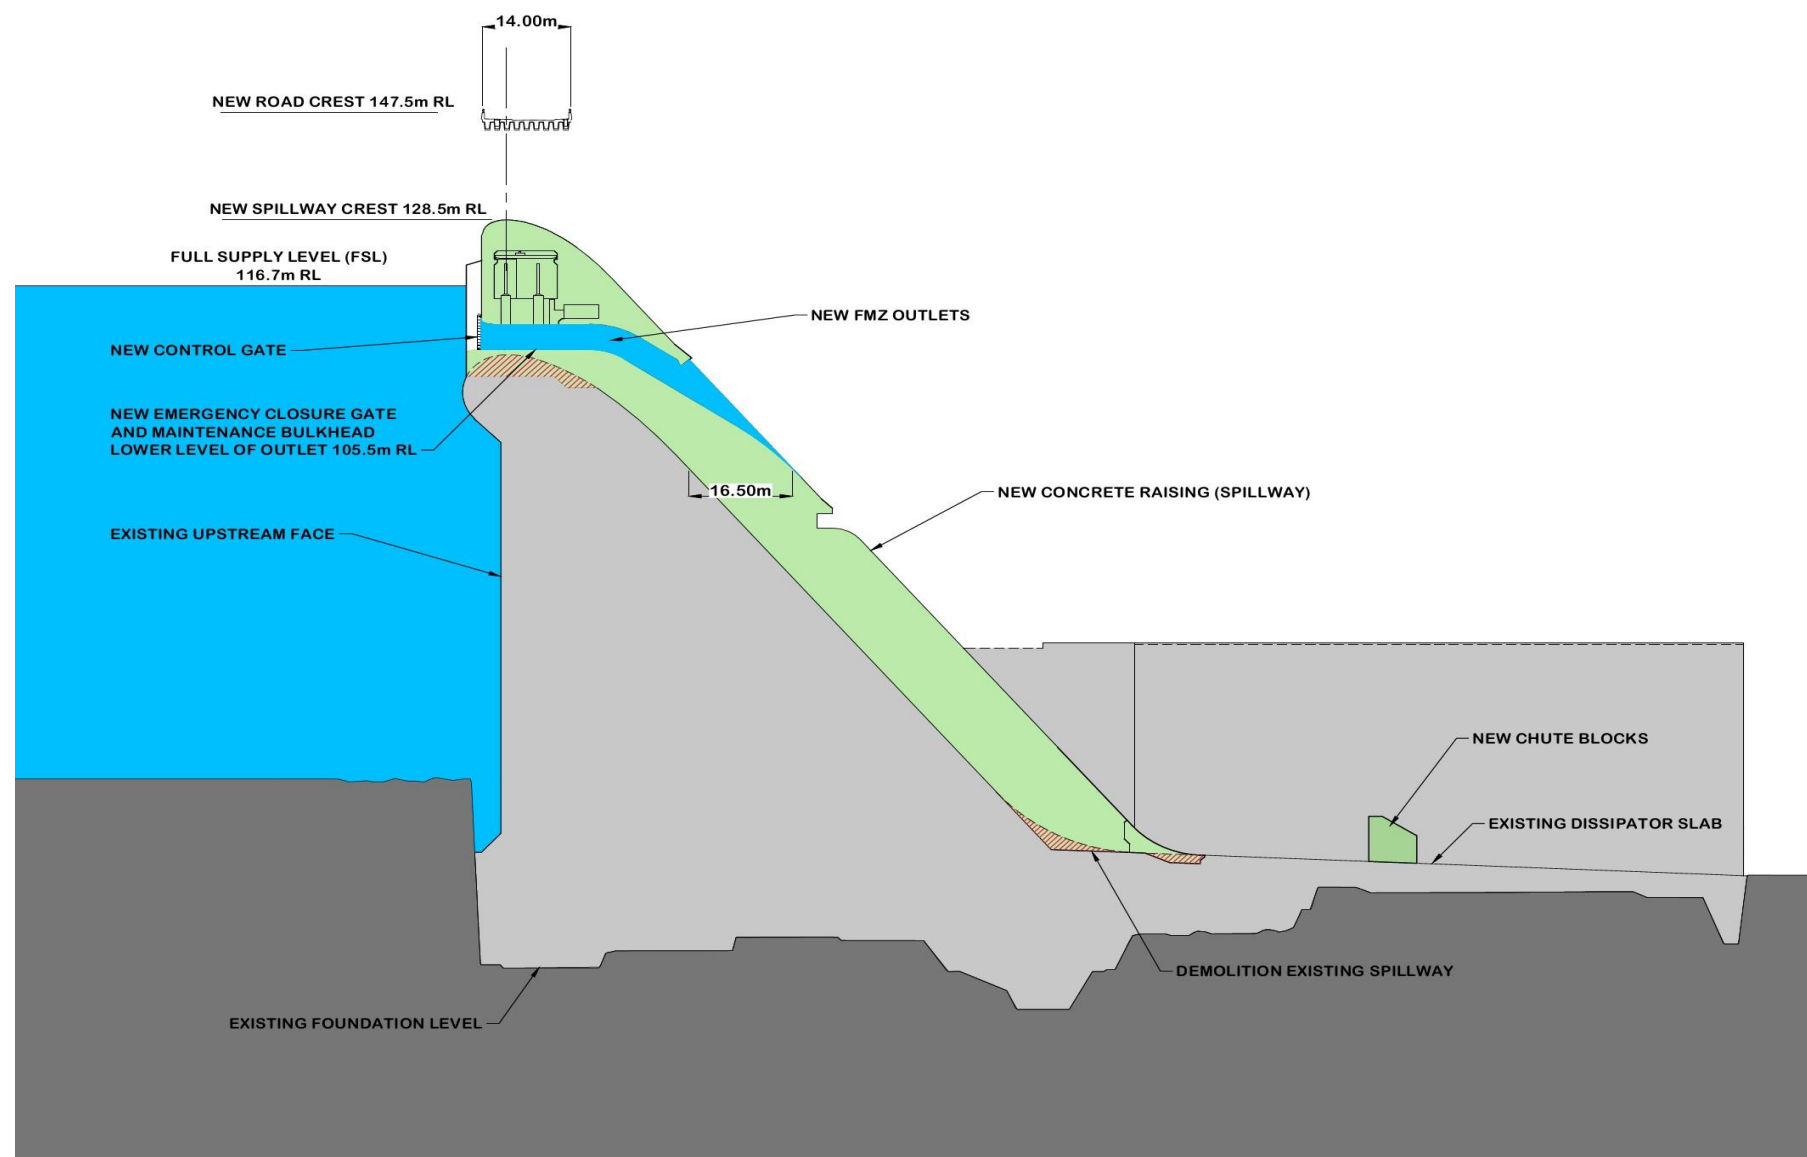 14.00m
NEW ROAD CREST 147.5m RL
NEW SPILLWAY CREST 128.5m RL
FULL SUPPLY LEVEL (FSL)
116.7m RL
NEW FMZ OUTLETS
NEW CONTROL GATE
NEW EMERGENCY CLOSURE GATE
AND MAINTENANCE BULKHEAD
LOWER LEVEL OF OUTLET 105.5m RL
16.50m
NEW CONCRETE RAISING (SPILLWAY)
EXISTING UPSTREAM FACE
NEW CHUTE BLOCKS
EXISTING DISSIPATOR SLAB
DEMOLITION EXISTING SPILLWAY
EXISTING FOUNDATION LEVEL